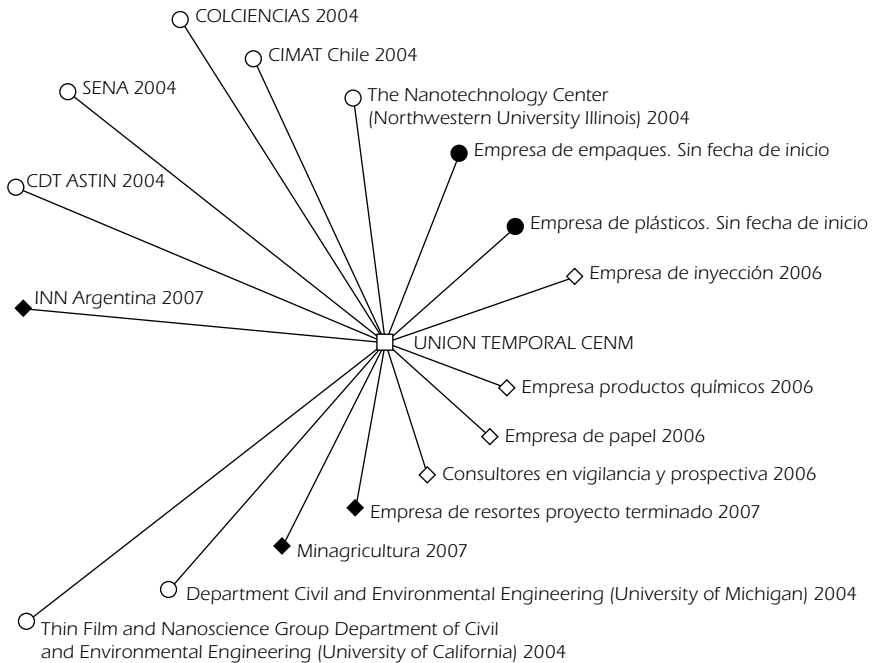 COLCIENCIAS 2004
CIMAT Chile 2004
SENA 2004
The Nanotechnology Center
(Northwestern University Illinois) 2004
Empresa de empaques. Sin fecha de inicio
CDT ASTIN 2004
Empresa de plásticos. Sin fecha de inicio
Empresa de inyección 2006
INN Argentina 2007
UNION TEMPORAL CENM
Empresa productos químicos 2006
Empresa de papel 2006
Consultores en vigilancia y prospectiva 2006
Empresa de resortes proyecto terminado 2007
Minagricultura 2007
Department Civil and Environmental Engineering (University of Michigan) 2004
Thin Film and Nanoscience Group Department of Civil
and Environmental Engineering (University of California) 2004